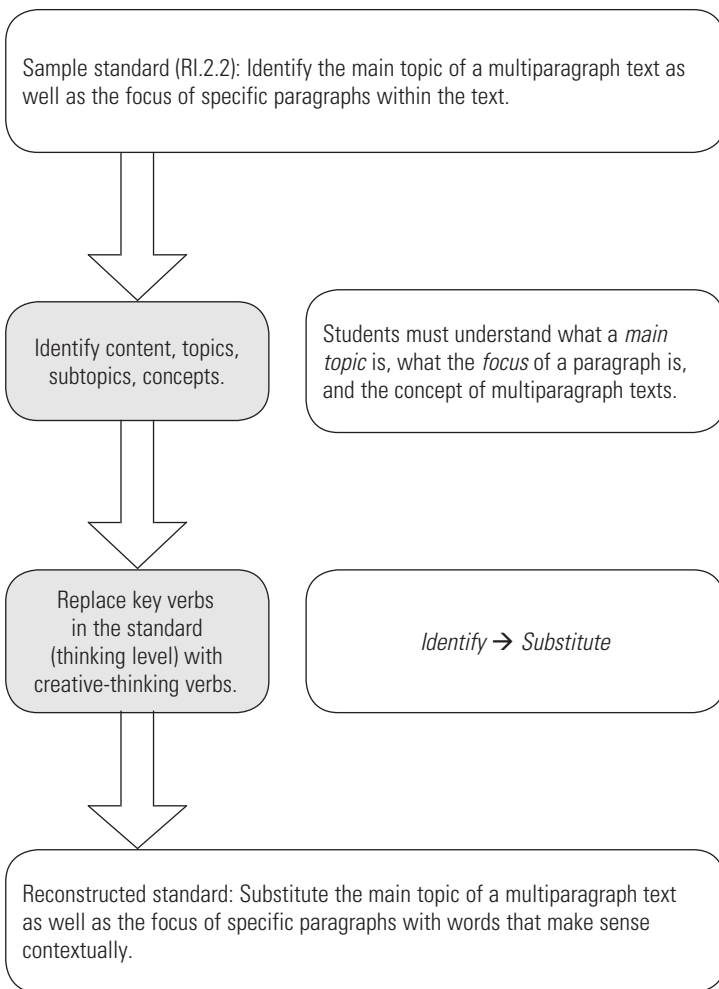 Sample standard (RI.2.2): Identify the main topic of a multiparagraph text as
well as the focus of specific paragraphs within the text.
Identify content, topics,
subtopics, concepts.
Students must understand what a main
topic is, what the focus of a paragraph is,
and the concept of multiparagraph texts.
Replace key verbs
in the standard
(thinking level) with
creative-thinking verbs.
Identify → Substitute
Reconstructed standard: Substitute the main topic of a multiparagraph text
as well as the focus of specific paragraphs with words that make sense
contextually.